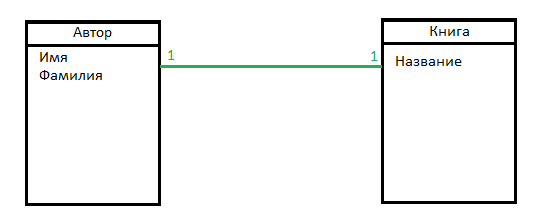 Автор
Имя
Фамилия
1
1
Книга
Название